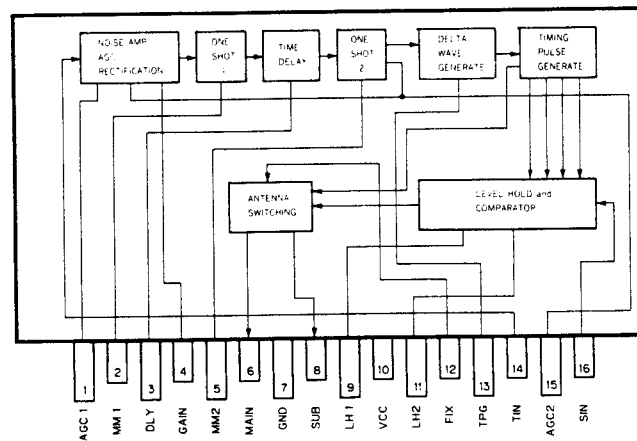 NOISE AMP
AGC
RECTIFICATION
ONE
SHOT
1
TIME
DELAY
ONE
SHOT
2
DELTA
WAVE
GENERATE
TIMING
PULSE
GENERATE
ANTENNA
SWITCHING
LEVEL HOLD and
COMPARATOR
1
2
3
4
5
6
7
8
9
10
11
12
13
14
15
16
AGC 1
MM 1
DLY
GAIN
MM2
MAIN
GND
SUB
LH 1
VCC
LH2
FIX
TPG
TIN
AGC2
SIN